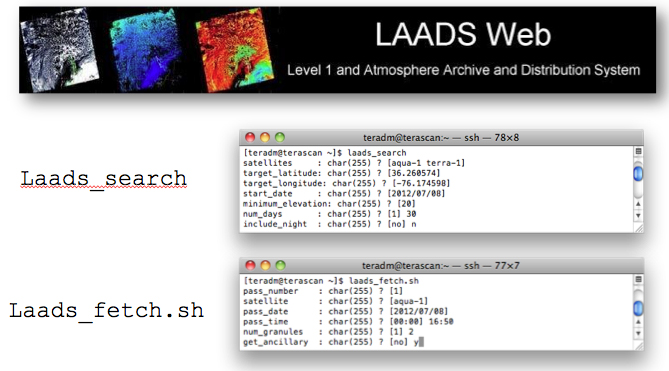 LAADS Web
Level 1 and Atmosphere Archive and Distribution System
Laads_search
teradm@terascan:~ — ssh — 78×8
[teradm@terascan ~]$ laads_search
satellites     : char(255) ? [aqua-1 terra-1]
target_latitude: char(255) ? [36.260574]
target_longitud: char(255) ? [-76.174598]
start_date     : char(255) ? [2012/07/08]
minimum_elevation: char(255) ? [20]
num_days       : char(255) ? [1] 30
include_night  : char(255) ? [no] n
Laads_fetch.sh
teradm@terascan:~ — ssh — 77×7
[teradm@terascan ~]$ laads_fetch.sh
pass_number    : char(255) ? [1]
satellite      : char(255) ? [aqua-1]
pass_date      : char(255) ? [2012/07/08]
pass_time      : char(255) ? [00:00] 16:50
num_granules   : char(255) ? [1] 2
get_ancillary  : char(255) ? [no] y